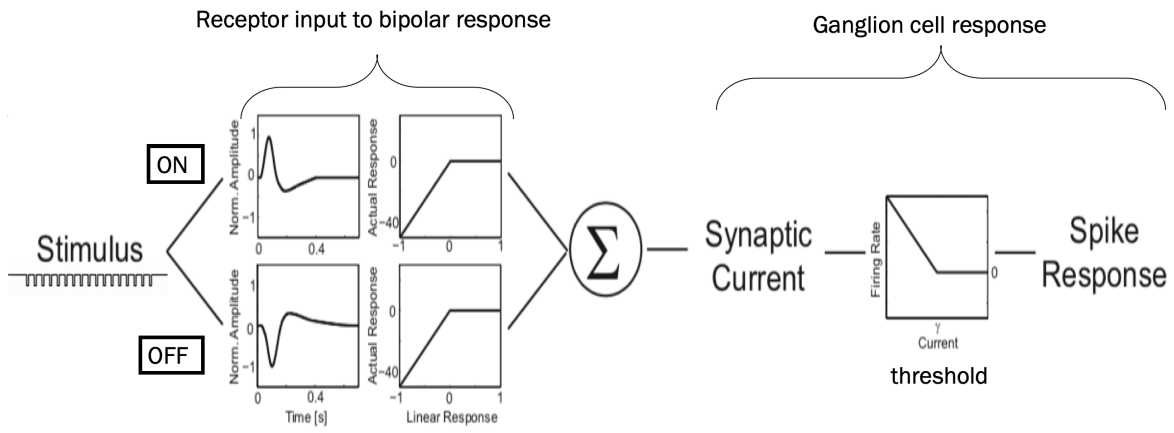 Receptor input to bipolar response
Ganglion cell response
ON
OFF
Stimulus
Norm. Amplitude
1
0
−1
0
0.4
Actual Response
0
−40
−1
0
1
Norm. Amplitude
1
0
−1
0
0.4
Time [s]
Actual Response
0
−40
−1
0
1
Linear Response
Σ
Synaptic
Current
Firing Rate
0
γ
Current
threshold
Spike
Response